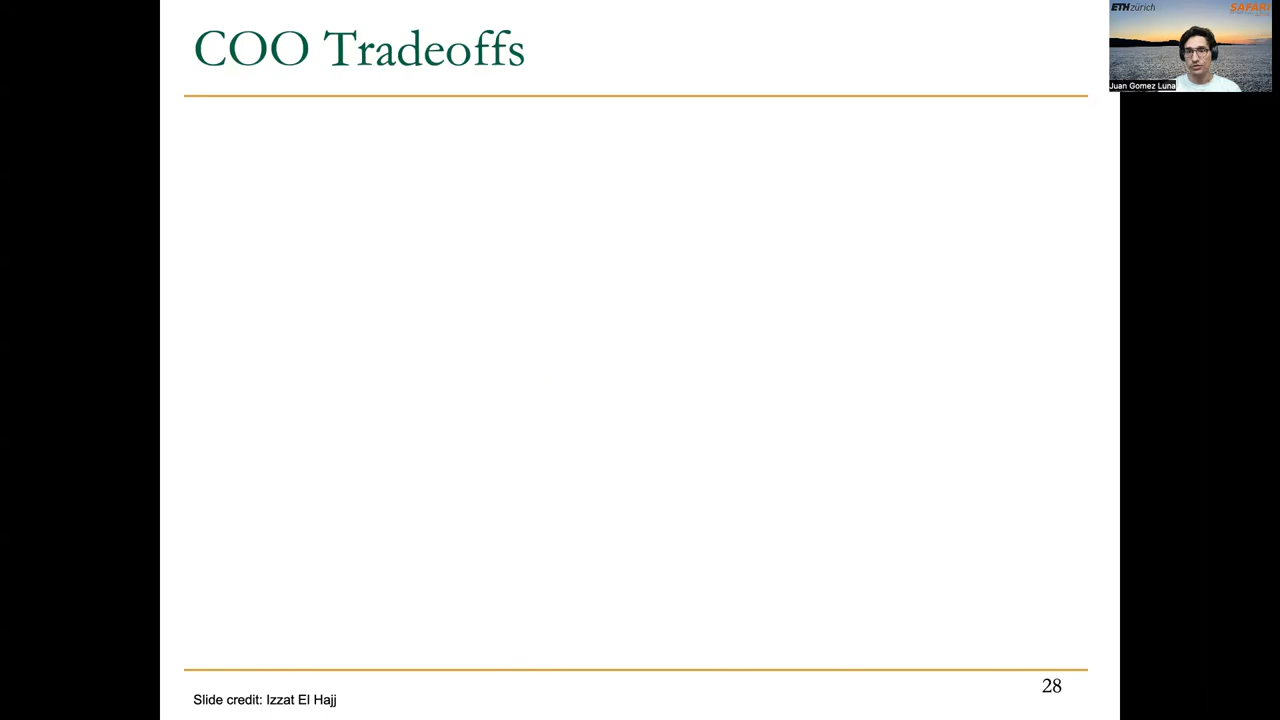 COO Tradeoffs
ETH zürich
SAFARI
Juan Gomez Luna
28
Slide credit: Izzat El Hajj